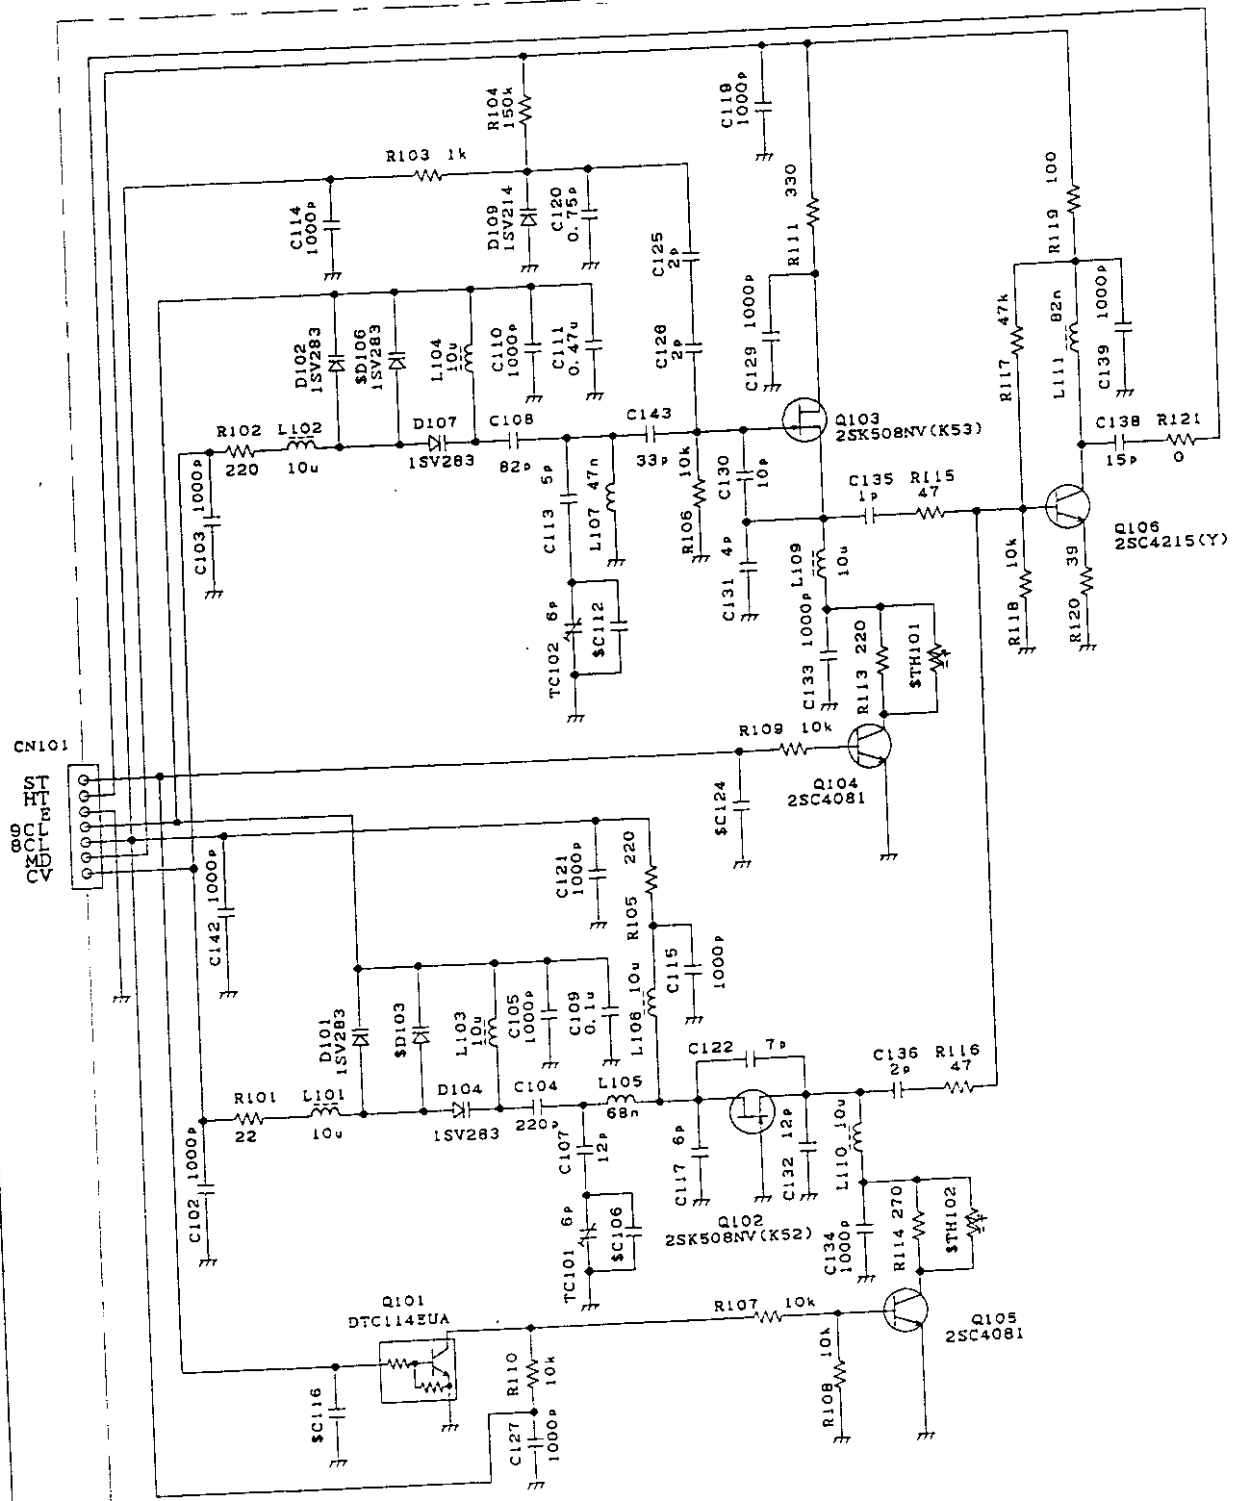 R104
150k
C119
1000p
R103 1k
C114
1000p
D109
1SV214
C120
0.75p
R111 330
R119 100
C125
2p
D102
1SV283
$D106
1SV283
L104
10u
C110
1000p
C111
0.47u
C126
2p
C129 1000p
R117 47k
L111 82n
C139 1000p
R102
220
L102
10u
D107
1SV283
C108
82p
C143
33p
Q103
2SK508NV(K53)
C138
15p
R121
0
C103 1000p
C113 5p
L107 47n
R106 10k
C130
10p
C135
1p
R115
47
Q106
2SC4215(Y)
C131 4p
L109
10u
R118 10k
R120 39
TC102 6p
$C112
C133 1000p
R113 220
$TH101
CN101
ST
HT
E
9CL
8CL
MD
CV
R109 10k
Q104
2SC4081
$C124
C142 1000p
C121
1000p
R105 220
D101
1SV283
$D103
L103
10u
C105
1000p
C109
0.1u
L108 10u
C115
1000p
C122 7p
C136
2p
R116
47
R101
22
L101
10u
D104
1SV283
C104
220p
L105
68n
C102 1000p
C107
12p
C117 6p
C132 12p
L110 10u
Q102
2SK508NV(K52)
TC101 6p
$C106
C134
1000p
R114 270
$TH102
Q101
DTC114EUA
R107 10k
Q105
2SC4081
R110
10k
R108 10k
$C116
C127
1000p